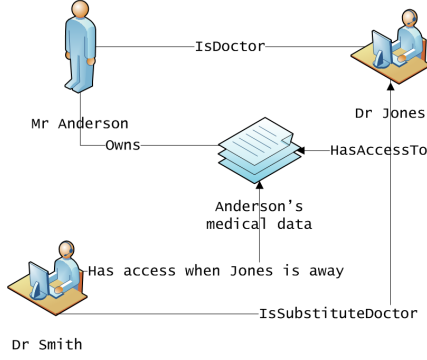 IsDoctor
Dr Jones
Mr Anderson
Owns
HasAccessTo
Anderson's
medical data
Has access when Jones is away
IsSubstituteDoctor
Dr Smith